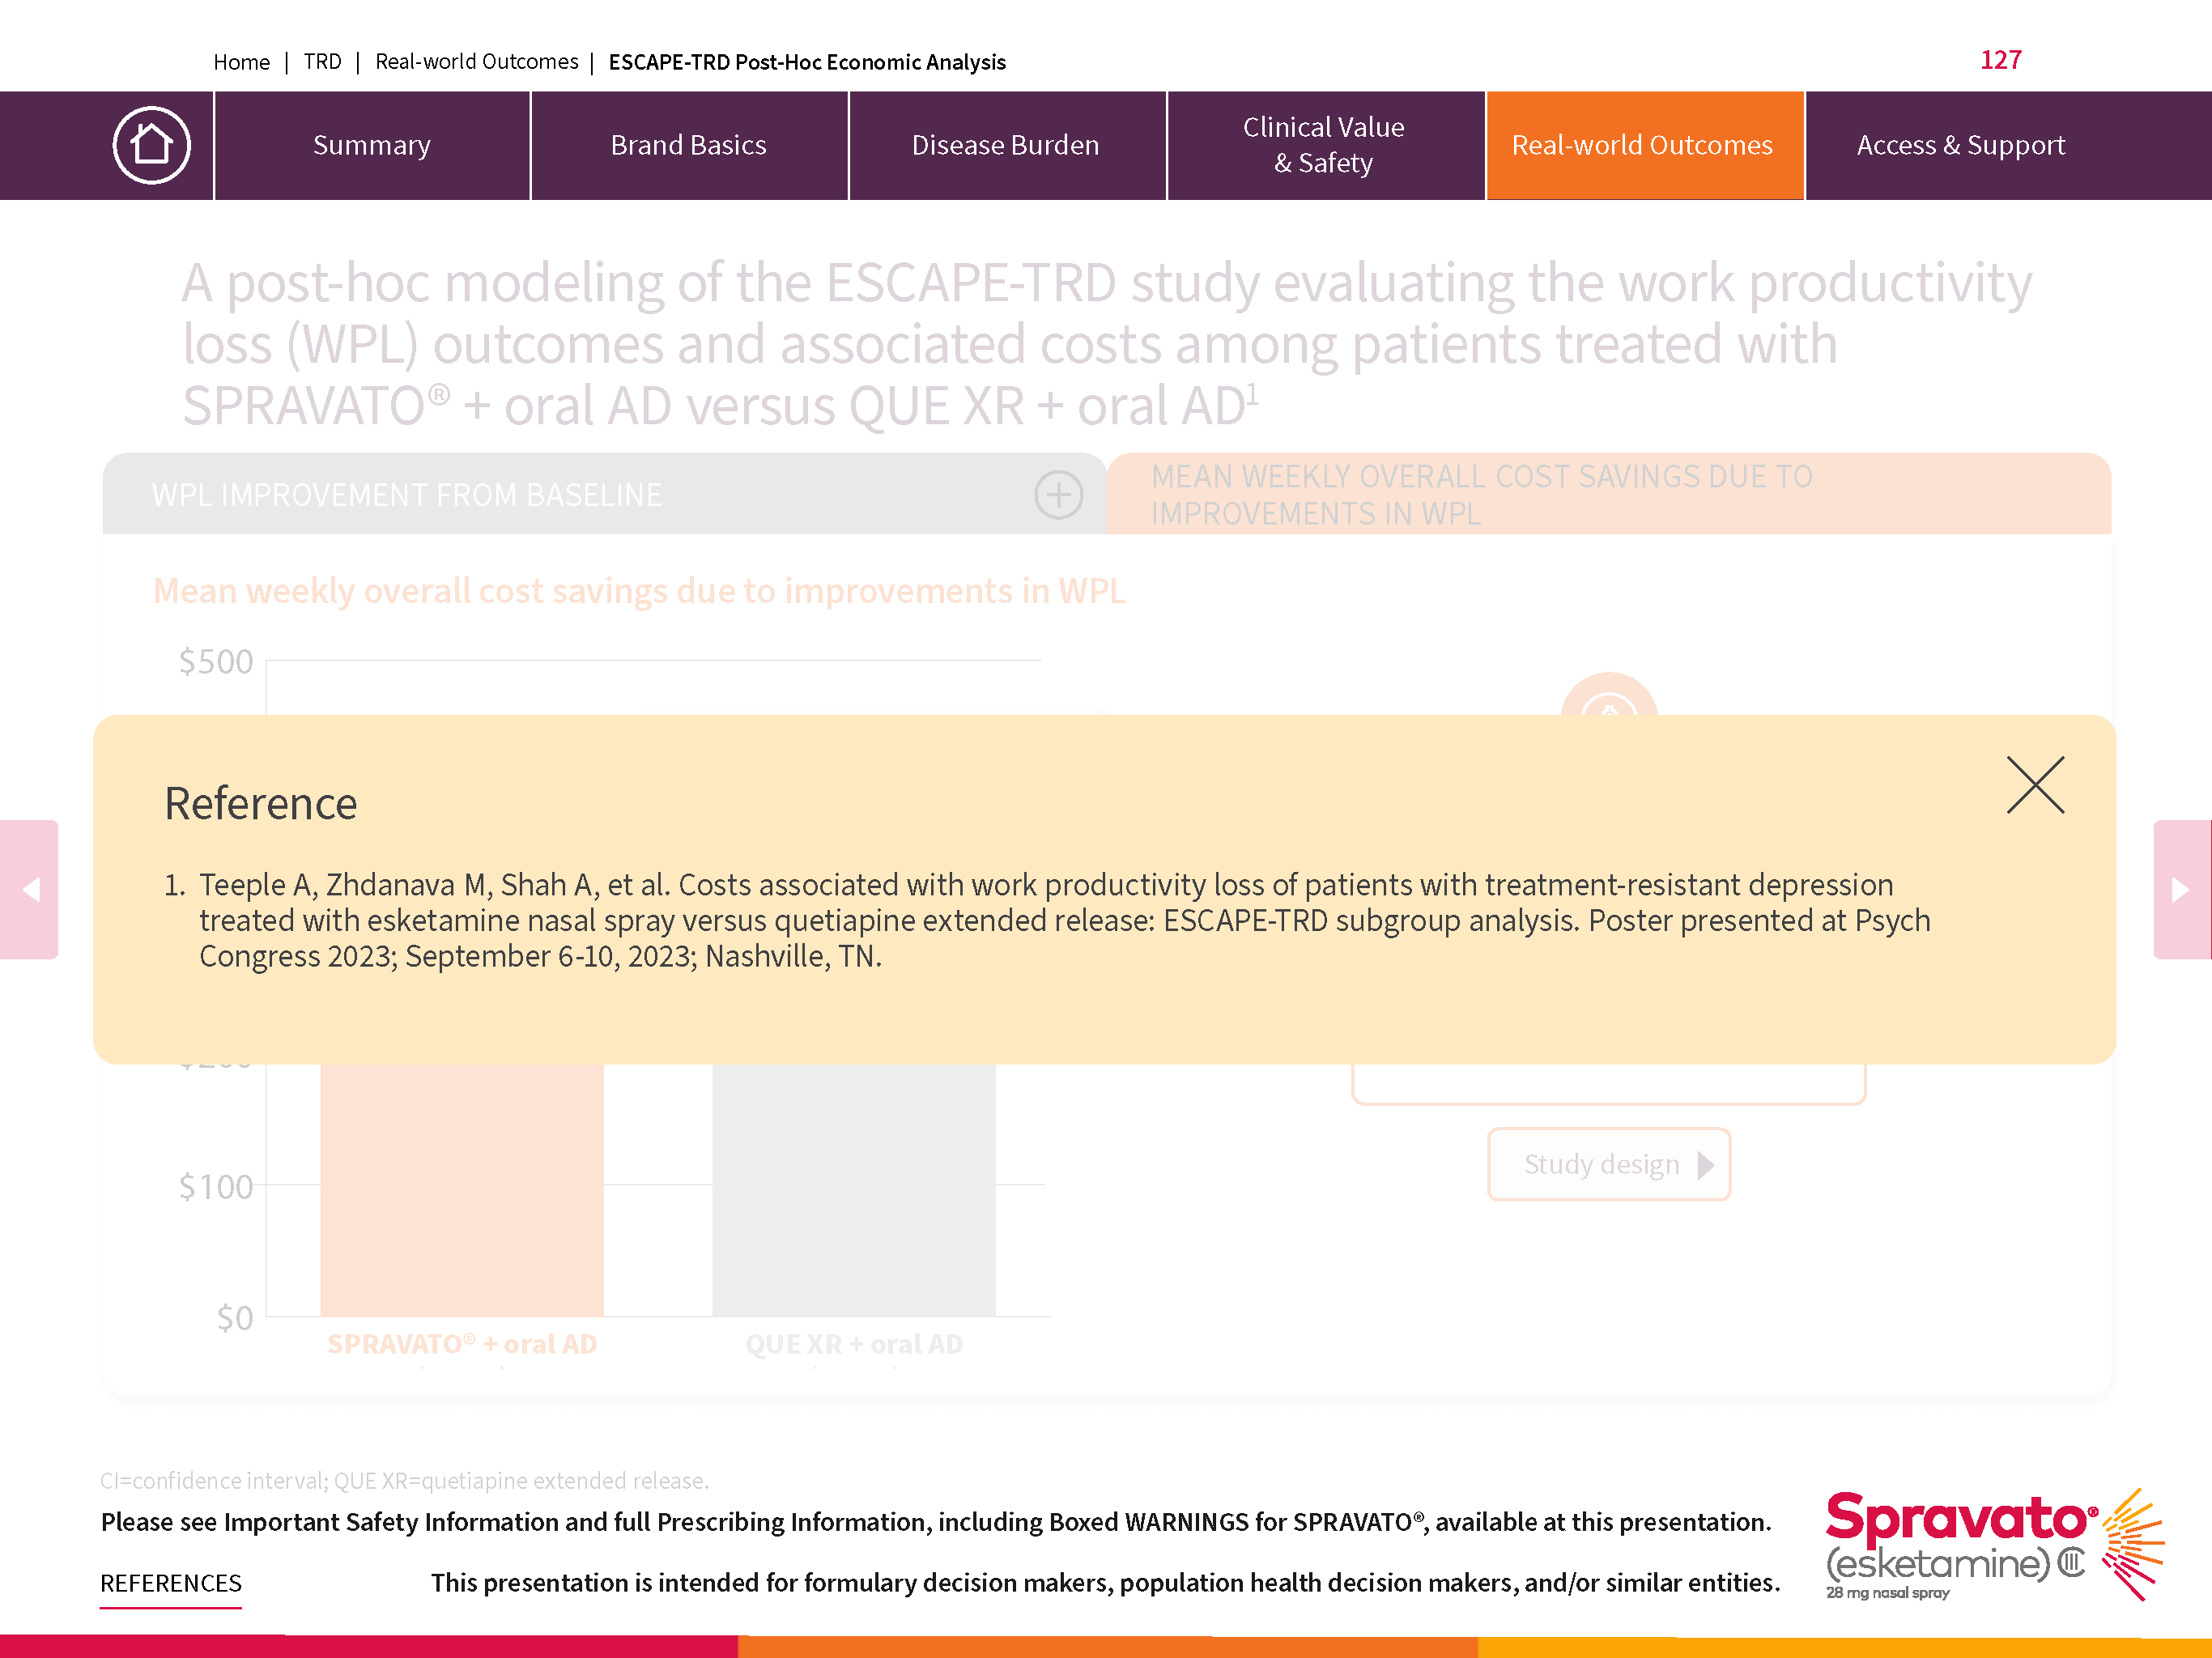 Home | TRD | Real-world Outcomes | ESCAPE-TRD Post-Hoc Economic Analysis
127
Summary
Brand Basics
Disease Burden
Clinical Value
& Safety
Real-world Outcomes
Access & Support
A post-hoc modeling of the ESCAPE-TRD study evaluating the work productivity
loss (WPL) outcomes and associated costs among patients treated with
SPRAVATO® + oral AD versus QUE XR + oral AD1
WPL IMPROVEMENT FROM BASELINE
MEAN WEEKLY OVERALL COST SAVINGS DUE TO
IMPROVEMENTS IN WPL
Mean weekly overall cost savings due to improvements in WPL
$500
Reference
1. Teeple A, Zhdanava M, Shah A, et al. Costs associated with work productivity loss of patients with treatment-resistant depression
treated with esketamine nasal spray versus quetiapine extended release: ESCAPE-TRD subgroup analysis. Poster presented at Psych
Congress 2023; September 6-10, 2023; Nashville, TN.
$100
Study design
$0
SPRAVATO® + oral AD
QUE XR + oral AD
CI=confidence interval; QUE XR=quetiapine extended release.
Please see Important Safety Information and full Prescribing Information, including Boxed WARNINGS for SPRAVATO®, available at this presentation.
REFERENCES
This presentation is intended for formulary decision makers, population health decision makers, and/or similar entities.
Spravato®
(esketamine) CIII
28 mg nasal spray